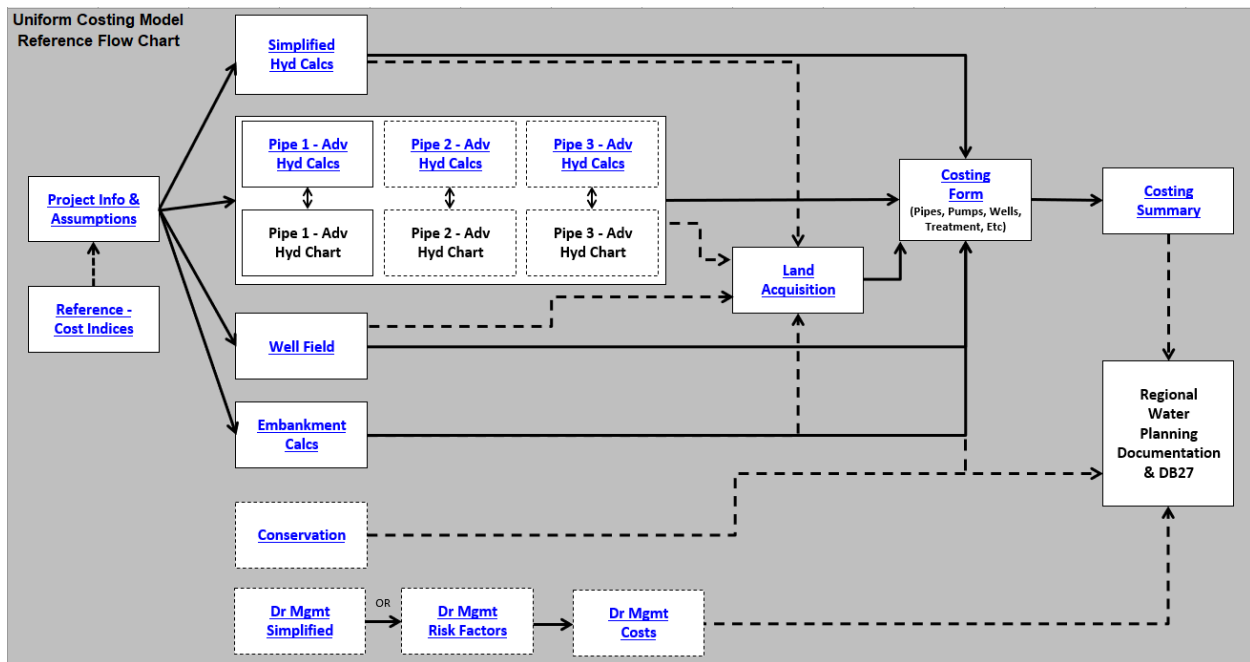 Uniform Costing Model
Reference Flow Chart
Simplified
Hyd Calcs
Pipe 1 - Adv
Hyd Calcs
Pipe 2 - Adv
Hyd Calcs
Pipe 3 - Adv
Hyd Calcs
Pipe 1 - Adv
Hyd Chart
Pipe 2 - Adv
Hyd Chart
Pipe 3 - Adv
Hyd Chart
Project Info &
Assumptions
Reference -
Cost Indices
Costing
Form
(Pipes, Pumps, Wells,
Treatment, Etc)
Costing
Summary
Land
Acquisition
Well Field
Embankment
Calcs
Regional
Water
Planning
Documentation
& DB27
Conservation
Dr Mgmt
Simplified
OR
Dr Mgmt
Risk Factors
Dr Mgmt
Costs